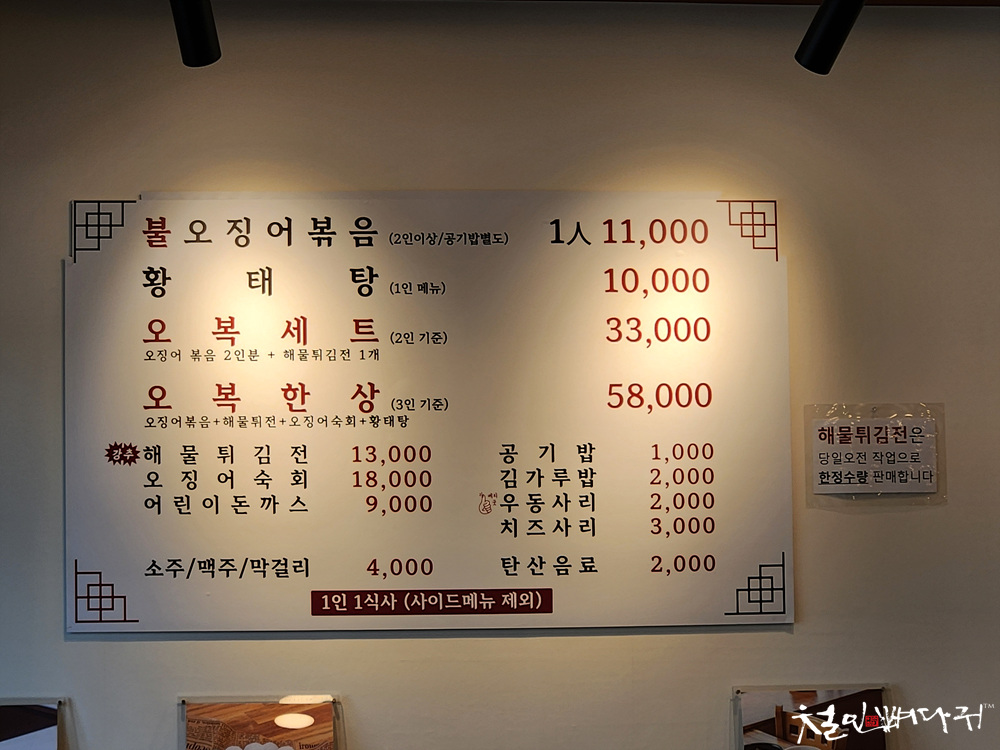 불오징어볶음 (2인이상/공기밥별도) 1人 11,000
황태탕 (1인 메뉴) 10,000
오복세트 (2인 기준) 33,000
오징어 볶음 2인분 + 해물튀김전 1개
오복한상 (3인 기준) 58,000
오징어볶음+해물튀전+오징어숙회+황태탕
강추 해물튀김전 13,000
오징어숙회 18,000
어린이돈까스 9,000
소주/맥주/막걸리 4,000
공기밥 1,000
김가루밥 2,000
우동사리 2,000
치즈사리 3,000
탄산음료 2,000
1인 1식사 (사이드메뉴 제외)
해물튀김전은
당일오전 작업으로
한정수량 판매합니다
철인뼈다귀™